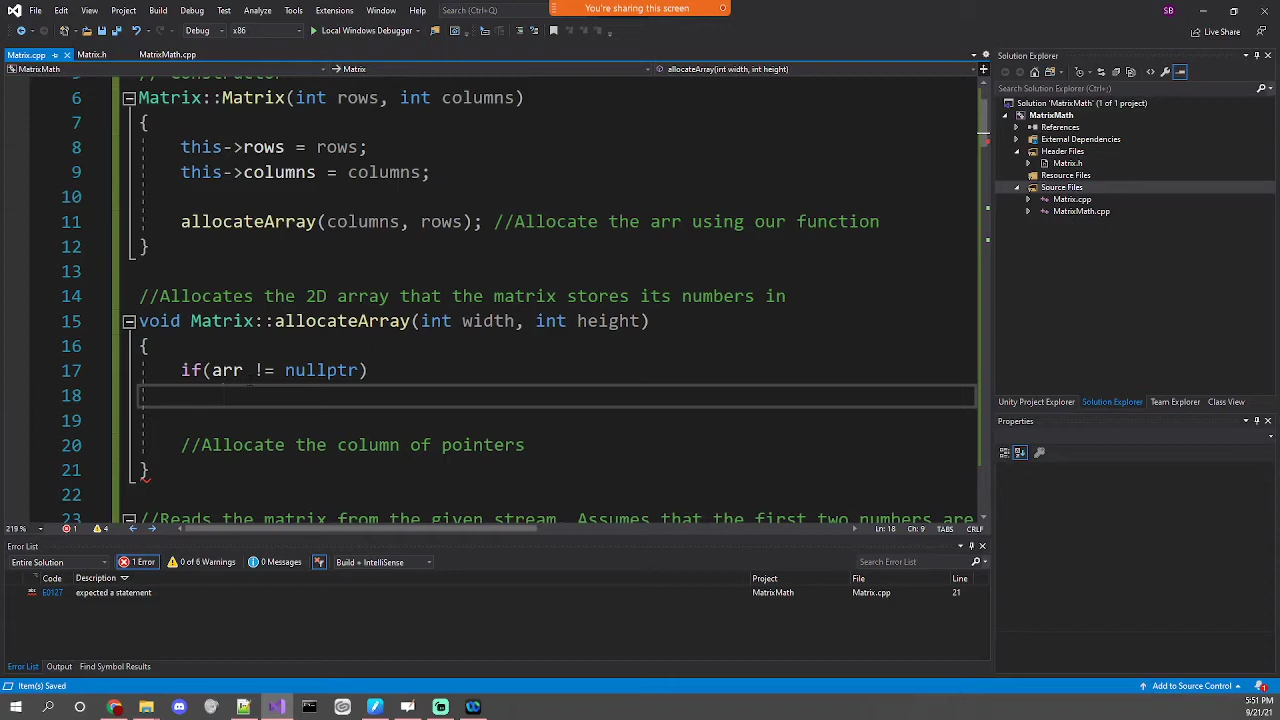 You're sharing this screen
File Edit View Project Build Debug Test Analyze Tools Extensions Window Help Search (Ctrl+Q) MatrixMath SB
Debug x86 Local Windows Debugger Live Share
Matrix.cpp Matrix.h MatrixMath.cpp
MatrixMath Matrix allocateArray(int width, int height)
6 Matrix::Matrix(int rows, int columns)
7 {
8 this->rows = rows;
9 this->columns = columns;
10
11 allocateArray(columns, rows); //Allocate the arr using our function
12 }
13
14 //Allocates the 2D array that the matrix stores its numbers in
15 void Matrix::allocateArray(int width, int height)
16 {
17 if(arr != nullptr)
18
19
20 //Allocate the column of pointers
21 }
22
23 //Reads the matrix from the given stream. Assumes that the first two numbers are
219 % 1 4 Ln: 18 Ch: 9 TABS CRLF
Error List
Entire Solution 1 Error 0 of 6 Warnings 0 Messages Build + IntelliSense Search Error List
Code Description Project File Line
E0127 expected a statement MatrixMath Matrix.cpp 21
Error List Output Find Symbol Results
Solution Explorer
Search Solution Explorer (Ctrl+;)
Solution 'MatrixMath' (1 of 1 project)
MatrixMath
References
External Dependencies
Header Files
Matrix.h
Resource Files
Source Files
Matrix.cpp
MatrixMath.cpp
Unity Project Explorer Solution Explorer Team Explorer Class View
Properties
Item(s) Saved Add to Source Control 1
5:51 PM
9/21/21